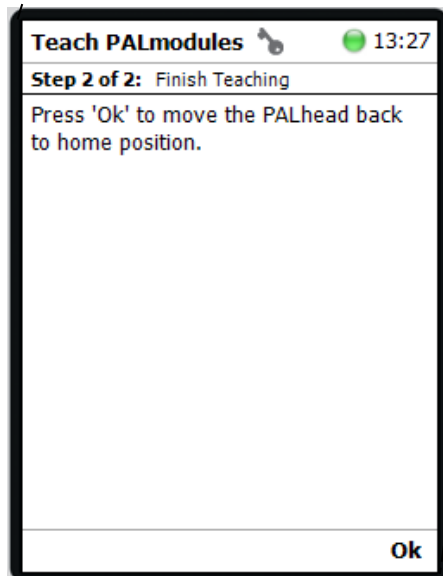 Teach PALmodules 13:27
Step 2 of 2: Finish Teaching
Press 'Ok' to move the PALhead back
to home position.
Ok